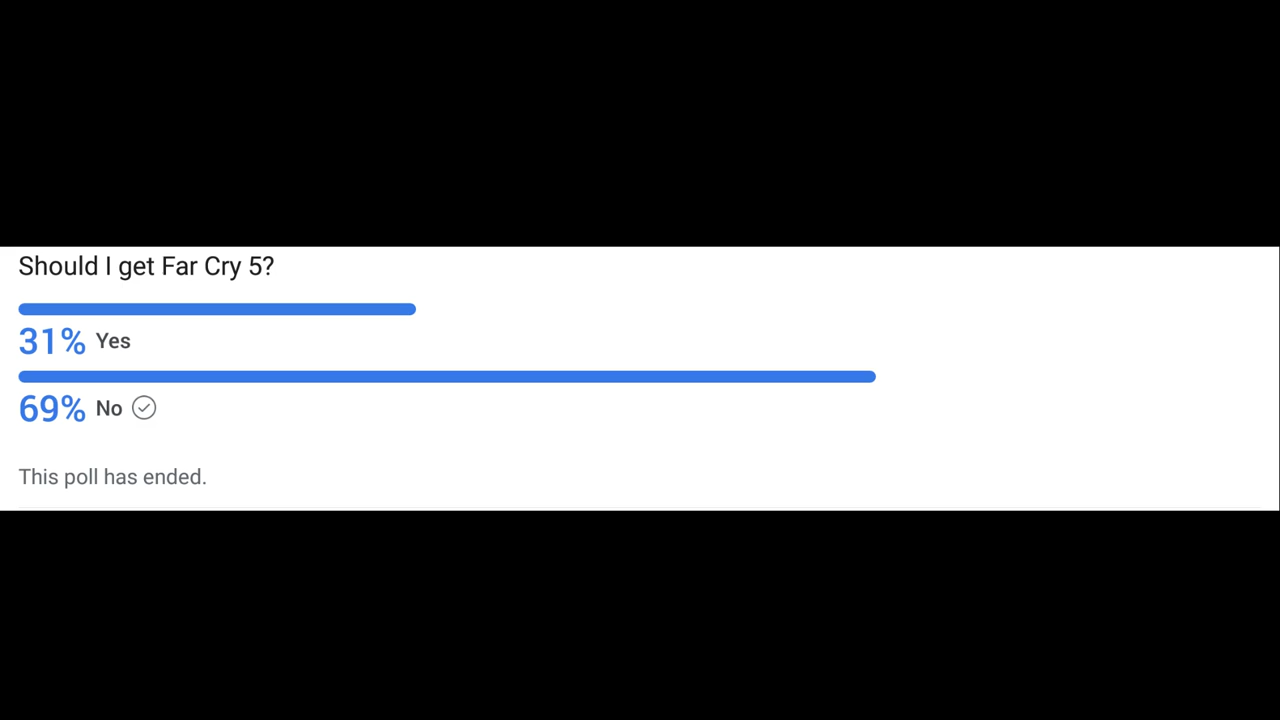 Should I get Far Cry 5?
31% Yes
69% No
This poll has ended.